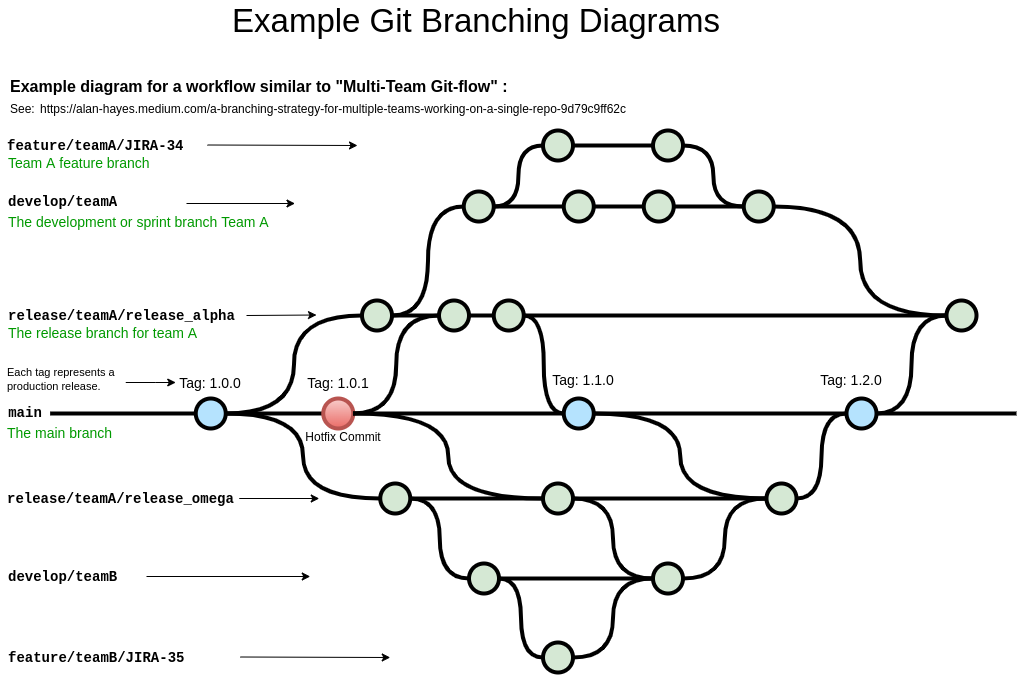 Example Git Branching Diagrams
Example diagram for a workflow similar to "Multi-Team Git-flow" :
See: https://alan-hayes.medium.com/a-branching-strategy-for-multiple-teams-working-on-a-single-repo-9d79c9ff62c
feature/teamA/JIRA-34
Team A feature branch
develop/teamA
The development or sprint branch Team A
release/teamA/release_alpha
The release branch for team A
Each tag represents a
production release.
Tag: 1.0.0
Tag: 1.0.1
Tag: 1.1.0
Tag: 1.2.0
main
The main branch
Hotfix Commit
release/teamA/release_omega
develop/teamB
feature/teamB/JIRA-35